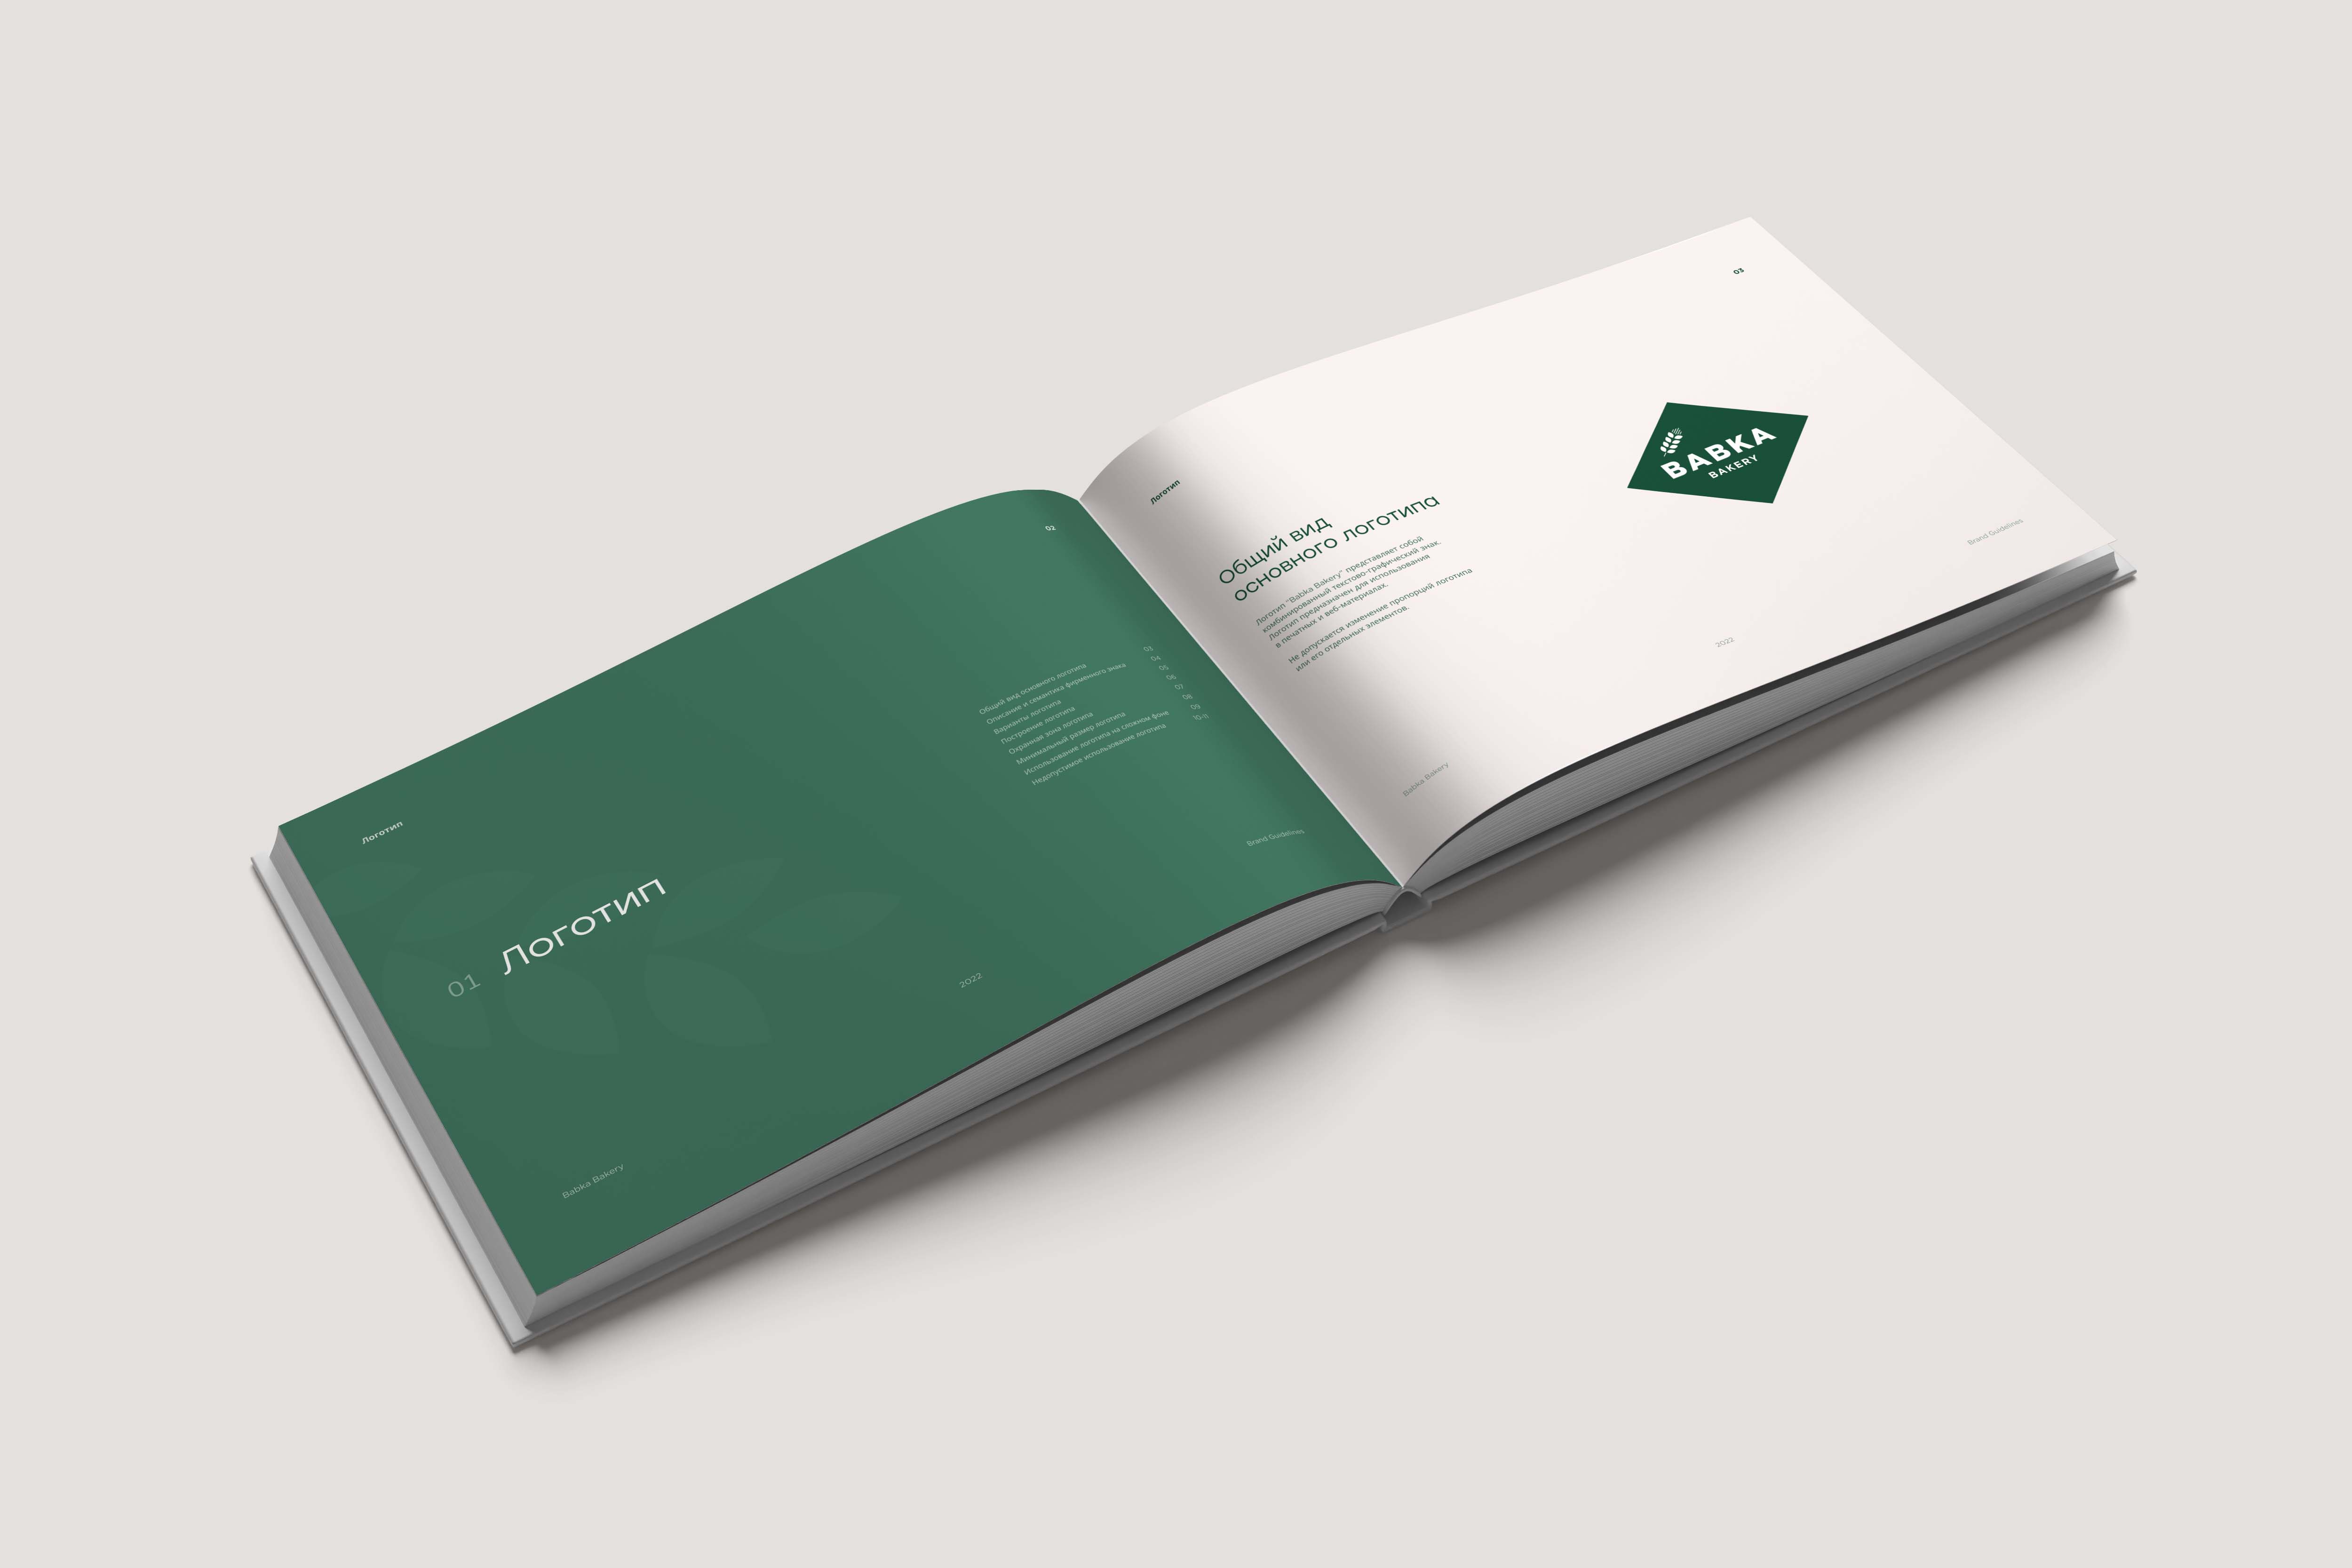 Логотип
02
01 Логотип
Общий вид основного логотипа 03
Описание и семантика фирменного знака 04
Варианты логотипа 05
Построение логотипа 06
Охранная зона логотипа 07
Минимальный размер логотипа 08
Использование логотипа на сложном фоне 09
Недопустимое использование логотипа 10-11
Babka Bakery
2022
Brand Guidelines
Логотип
03
Общий вид
основного логотипа
Логотип "Babka Bakery" представляет собой
комбинированный текстово-графический знак.
Логотип предназначен для использования
в печатных и веб-материалах.
Не допускается изменение пропорций логотипа
или его отдельных элементов.
BABKA
BAKERY
Babka Bakery
2022
Brand Guidelines